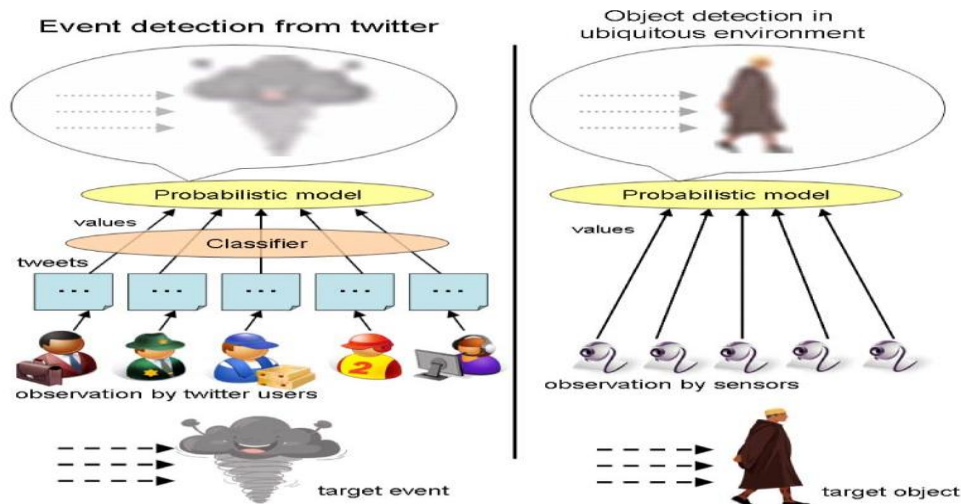 Event detection from twitter
Probabilistic model
values
Classifier
tweets
...
...
...
...
...
2
observation by twitter users
target event
Object detection in
ubiquitous environment
Probabilistic model
values
observation by sensors
target object